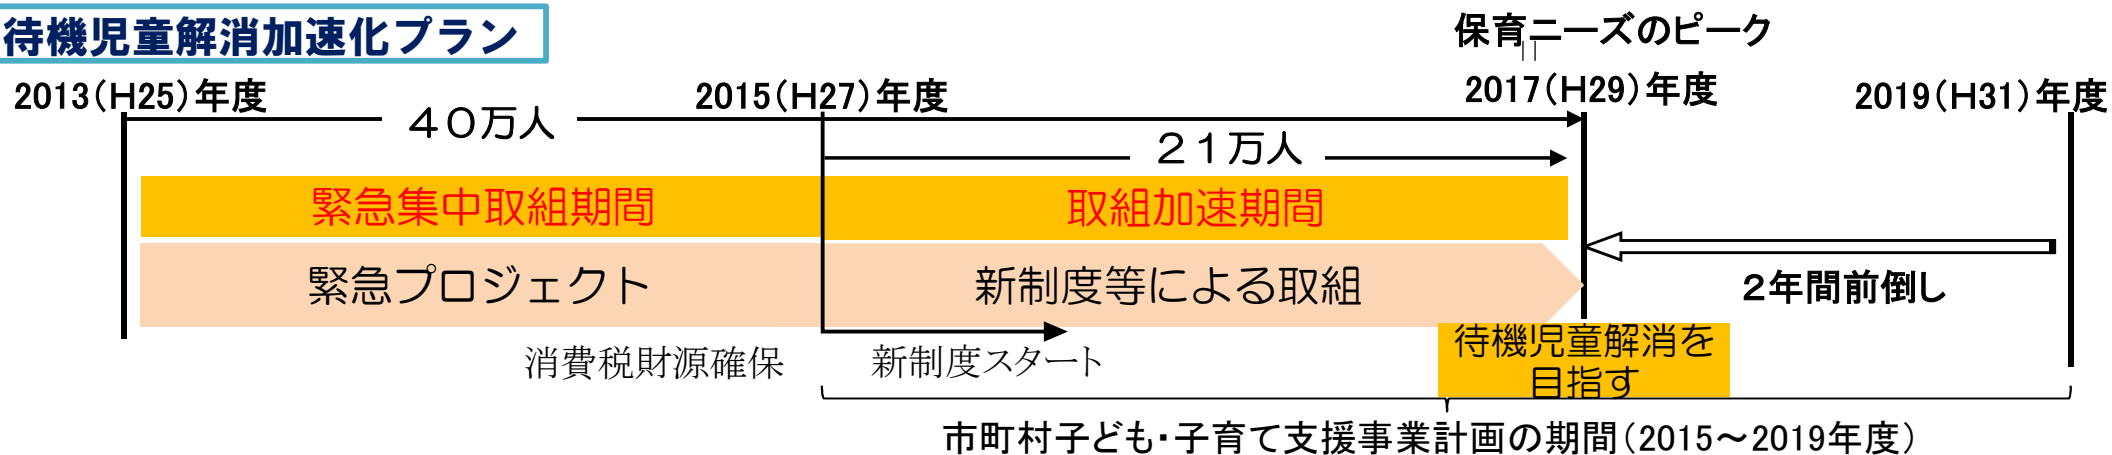 待機児童解消加速化プラン
保育ニーズのピーク
||
2013(H25)年度
2015(H27)年度
2017(H29)年度
2019(H31)年度
40万人
21万人
緊急集中取組期間
取組加速期間
緊急プロジェクト
新制度等による取組
2年間前倒し
消費税財源確保
新制度スタート
待機児童解消を
目指す
市町村子ども・子育て支援事業計画の期間(2015～2019年度)